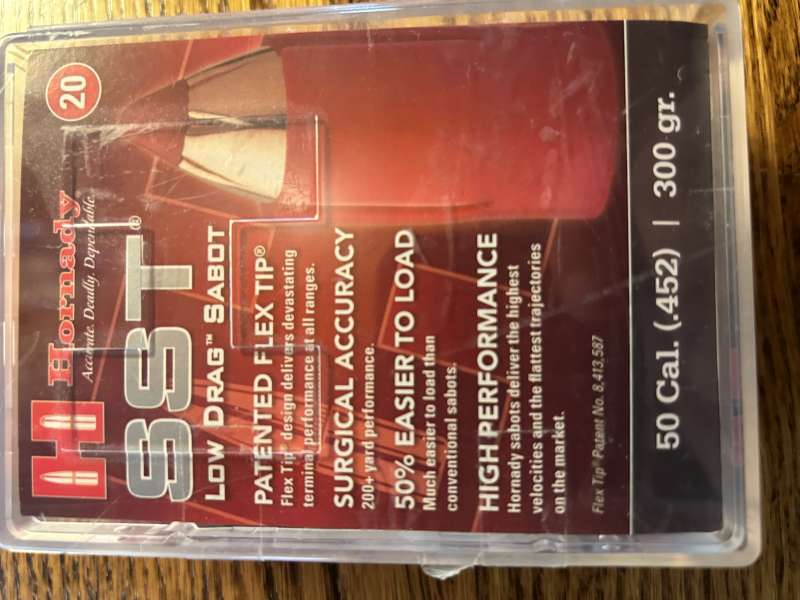 Hornady
Accurate. Deadly. Dependable.
20
SST®
LOW DRAG™ SABOT
PATENTED FLEX TIP®
Flex Tip® design delivers devastating
terminal performance at all ranges.
SURGICAL ACCURACY
200+ yard performance.
50% EASIER TO LOAD
Much easier to load than
conventional sabots.
HIGH PERFORMANCE
Hornady sabots deliver the highest
velocities and the flattest trajectories
on the market.
Flex Tip® Patent No. 8,413,587
50 Cal. (.452) | 300 gr.